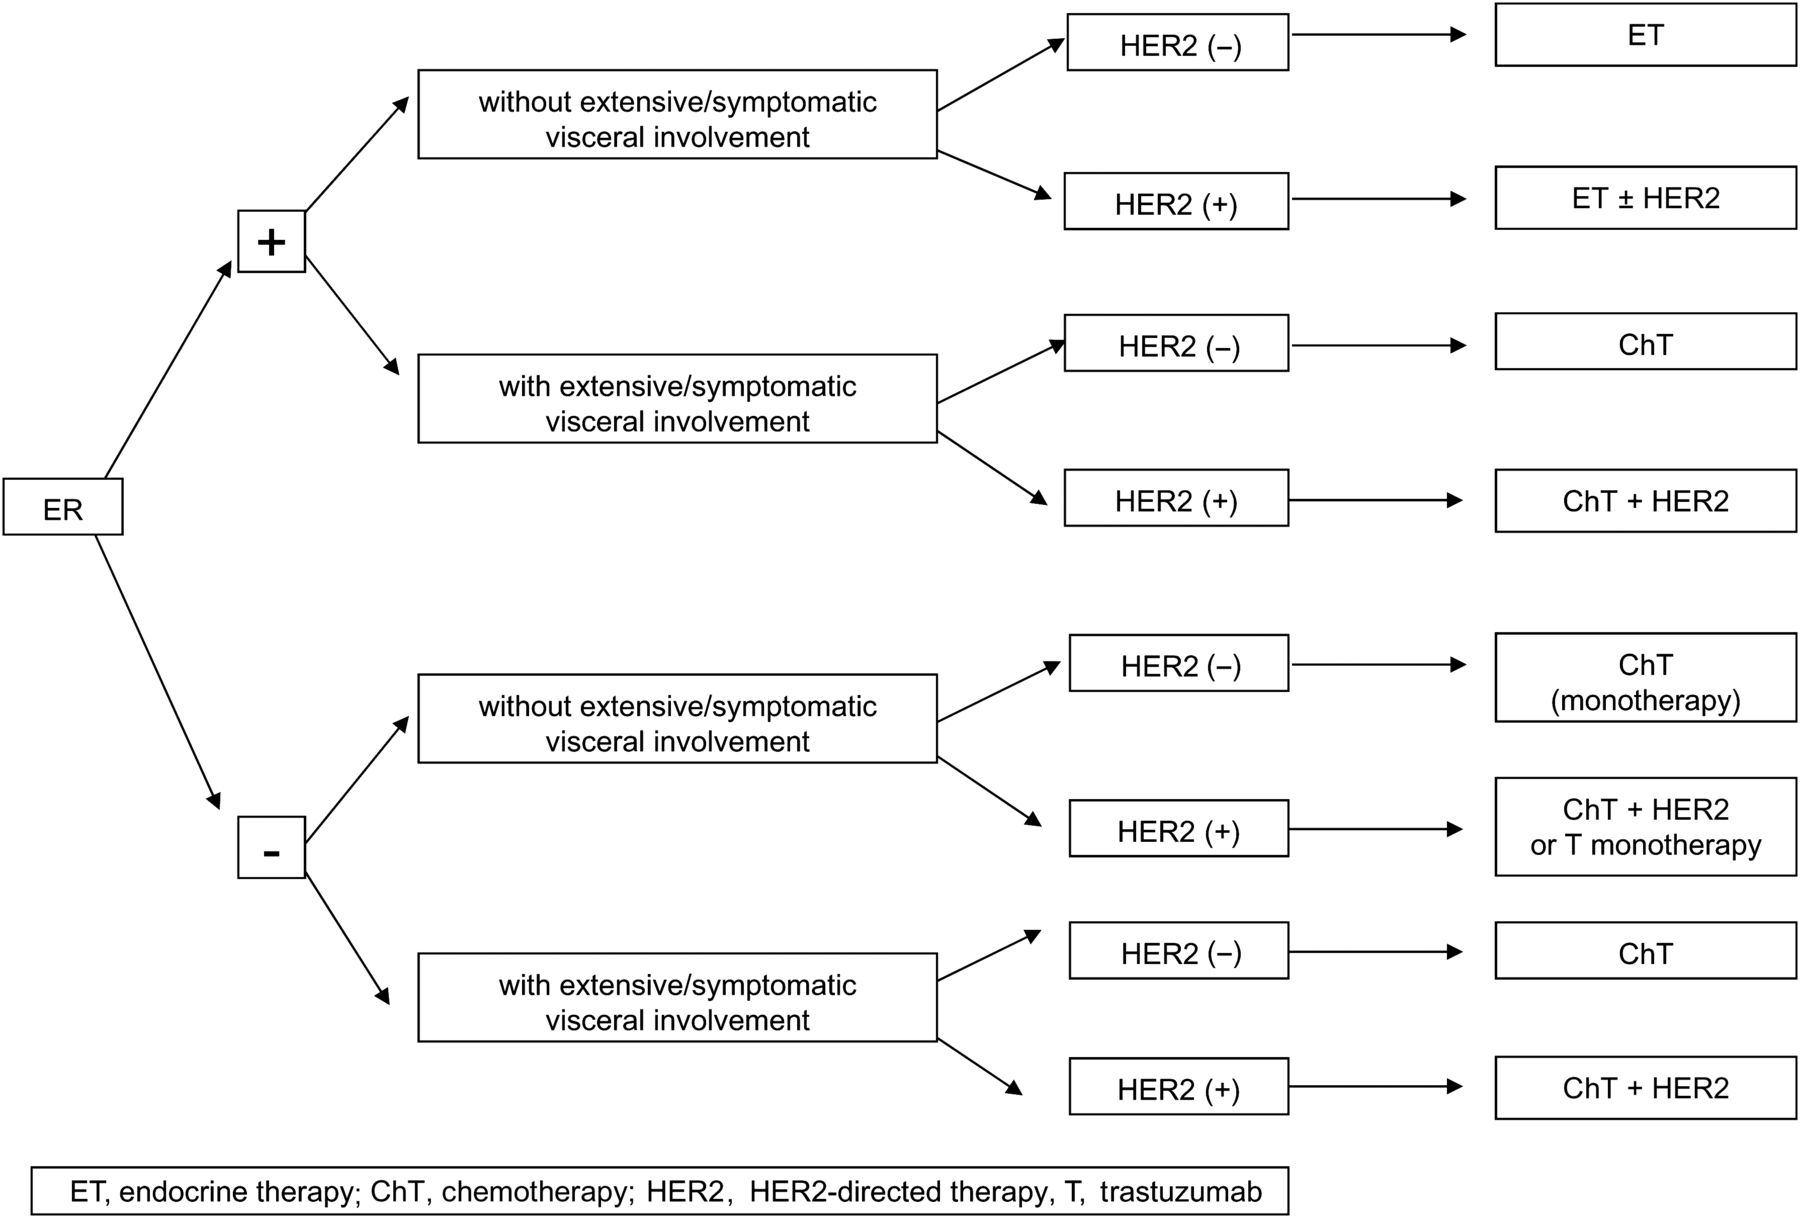 ER
+
-
without extensive/symptomatic
visceral involvement
with extensive/symptomatic
visceral involvement
without extensive/symptomatic
visceral involvement
with extensive/symptomatic
visceral involvement
HER2 (–)
HER2 (+)
HER2 (–)
HER2 (+)
HER2 (–)
HER2 (+)
HER2 (–)
HER2 (+)
ET
ET ± HER2
ChT
ChT + HER2
ChT
(monotherapy)
ChT + HER2
or T monotherapy
ChT
ChT + HER2
ET, endocrine therapy; ChT, chemotherapy; HER2, HER2-directed therapy, T, trastuzumab